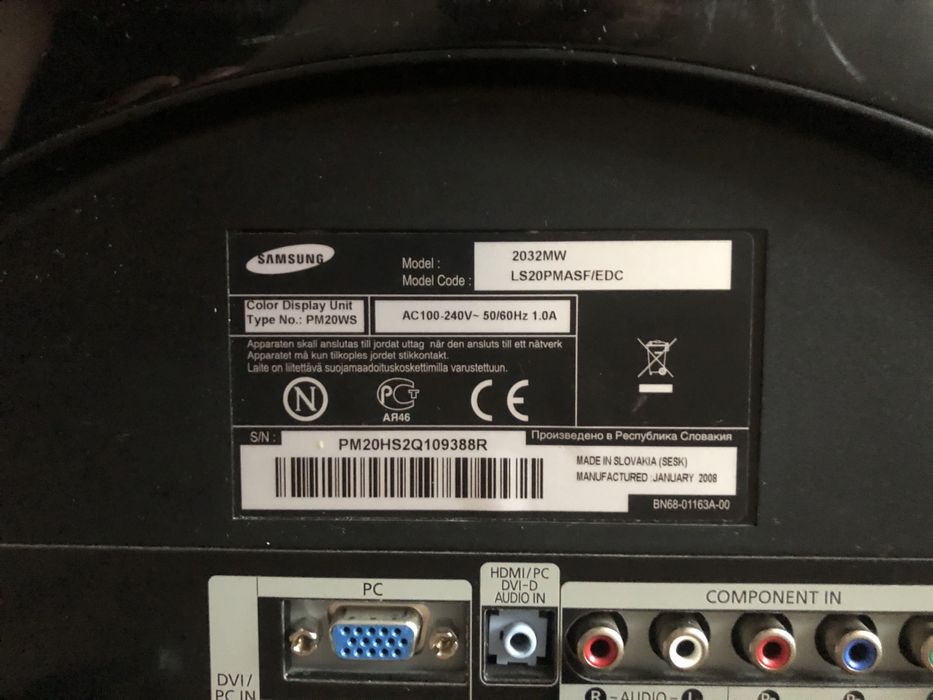 SAMSUNG
Model : 2032MW
Model Code : LS20PMASF/EDC
Color Display Unit
Type No.: PM20WS
AC100-240V~ 50/60Hz 1.0A
Apparaten skall anslutas till jordat uttag när den ansluts till ett nätverk
Apparatet må kun tilkoples jordet stikkontakt.
Laite on liitettävä suojamaadoituskoskettimilla varustettuun.
N
РСТ
АЯ46
CE
S/N : PM20HS2Q109388R
Произведено в Республика Словакия
MADE IN SLOVAKIA (SESK)
MANUFACTURED :JANUARY 2008
BN68-01163A-00
PC
HDMI/PC
DVI-D
AUDIO IN
COMPONENT IN
DVI/
PC IN
R - AUDIO - L